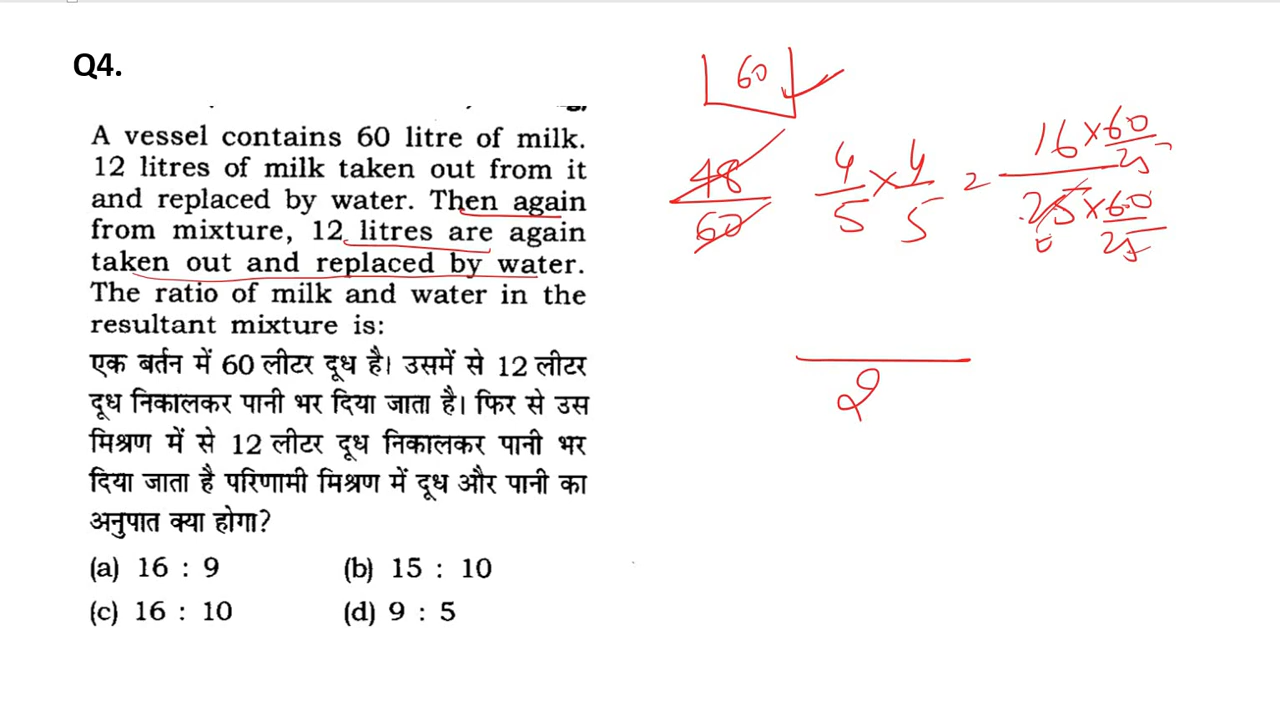 Q4.
A vessel contains 60 litre of milk.
12 litres of milk taken out from it
and replaced by water. Then again
from mixture, 12 litres are again
taken out and replaced by water.
The ratio of milk and water in the
resultant mixture is:
एक बर्तन में 60 लीटर दूध है। उसमें से 12 लीटर
दूध निकालकर पानी भर दिया जाता है। फिर से उस
मिश्रण में से 12 लीटर दूध निकालकर पानी भर
दिया जाता है परिणामी मिश्रण में दूध और पानी का
अनुपात क्या होगा?
(a) 16 : 9 (b) 15 : 10
(c) 16 : 10 (d) 9 : 5
60
48/60 4/5 × 4/5 = 16 × 60/25
25 × 60/25